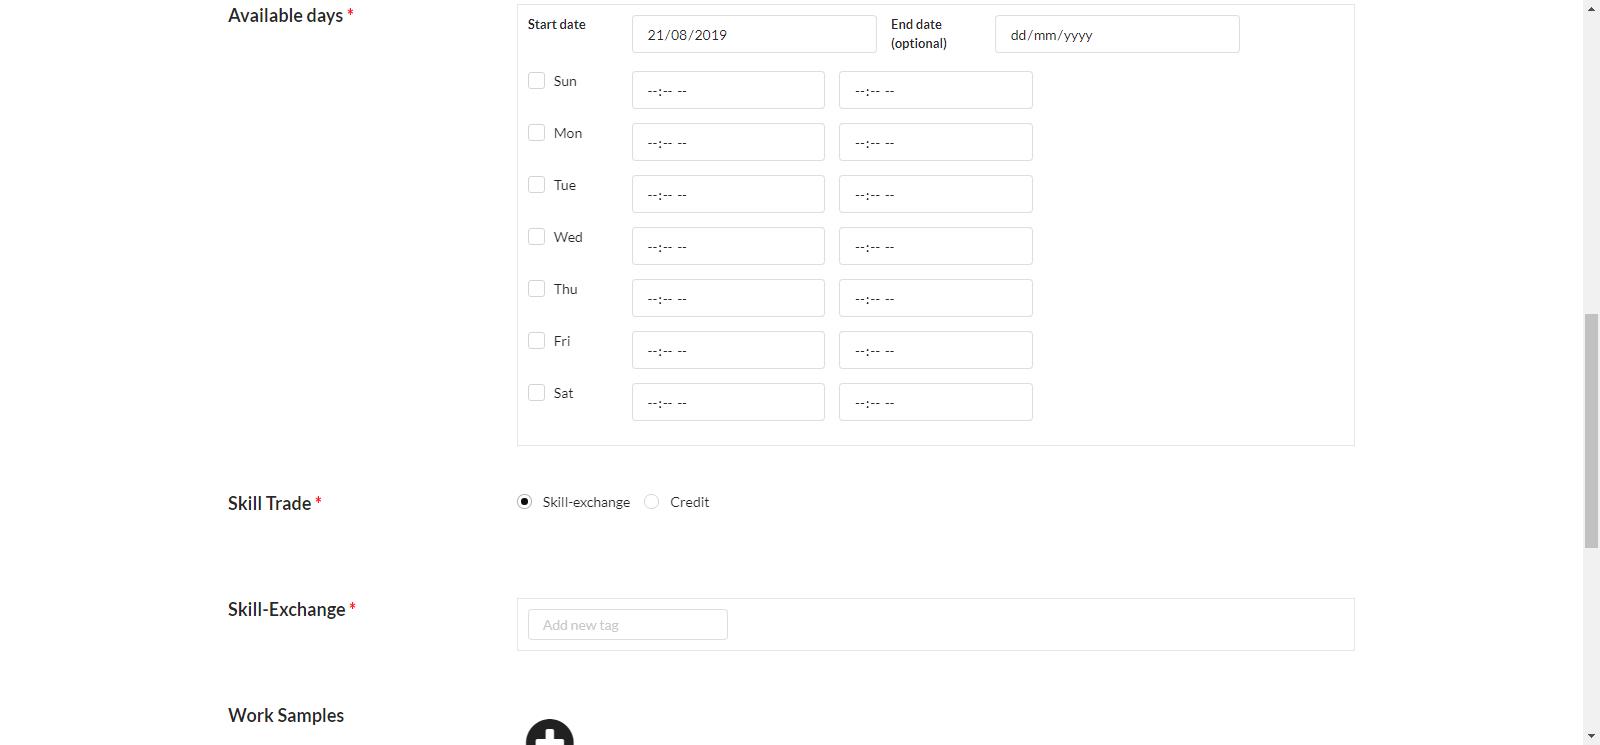 Available days *
Start date
21/08/2019
End date
(optional)
dd/mm/yyyy
Sun
--:-- --
--:-- --
Mon
--:-- --
--:-- --
Tue
--:-- --
--:-- --
Wed
--:-- --
--:-- --
Thu
--:-- --
--:-- --
Fri
--:-- --
--:-- --
Sat
--:-- --
--:-- --
Skill Trade *
Skill-exchange
Credit
Skill-Exchange *
Add new tag
Work Samples